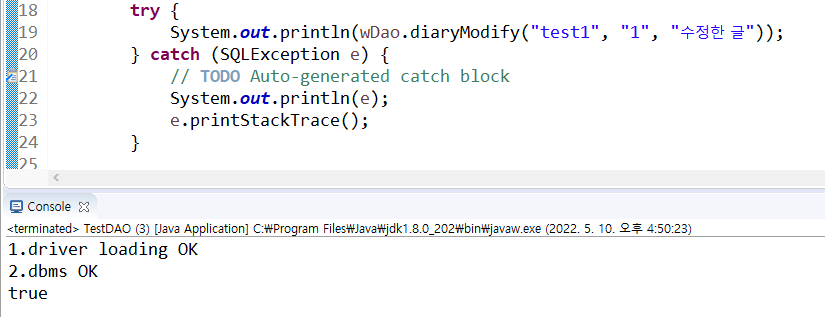 18 try {
19 System.out.println(wDao.diaryModify("test1", "1", "수정한 글"));
20 } catch (SQLException e) {
21 // TODO Auto-generated catch block
22 System.out.println(e);
23 e.printStackTrace();
24 }
25
Console
<terminated> TestDAO (3) [Java Application] C:₩Program Files₩Java₩jdk1.8.0_202₩bin₩javaw.exe (2022. 5. 10. 오후 4:50:23)
1.driver loading OK
2.dbms OK
true